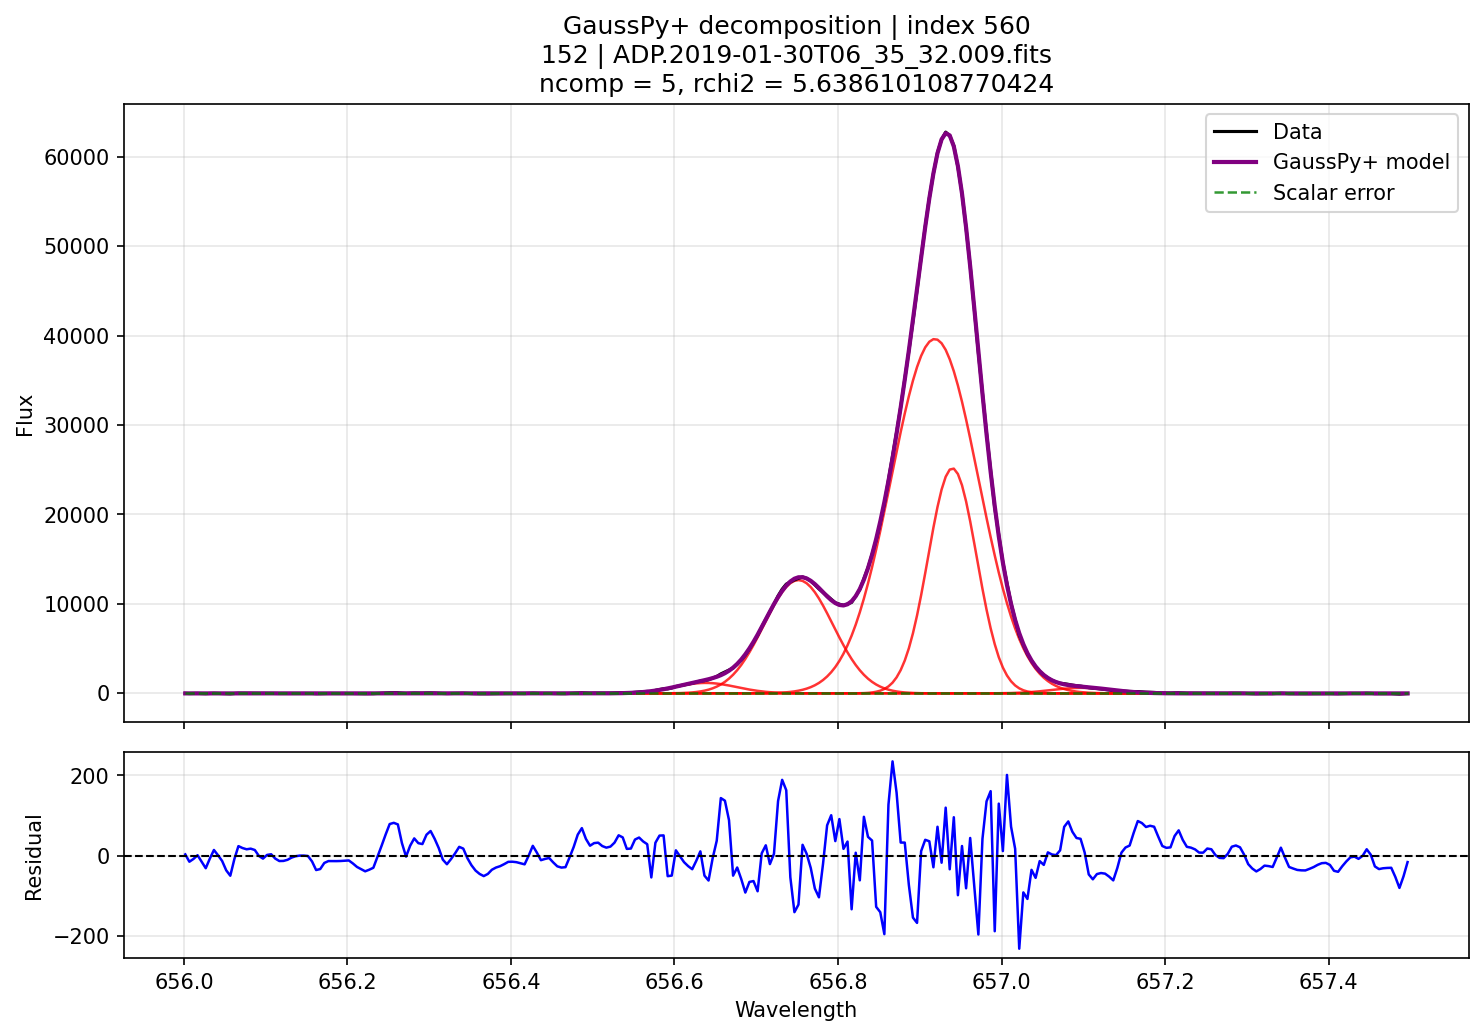 GaussPy+ decomposition | index 560
152 | ADP.2019-01-30T06_35_32.009.fits
ncomp = 5, rchi2 = 5.638610108770424
Data
GaussPy+ model
Scalar error
Flux
60000
50000
40000
30000
20000
10000
0
Residual
200
0
−200
656.0 656.2 656.4 656.6 656.8 657.0 657.2 657.4
Wavelength